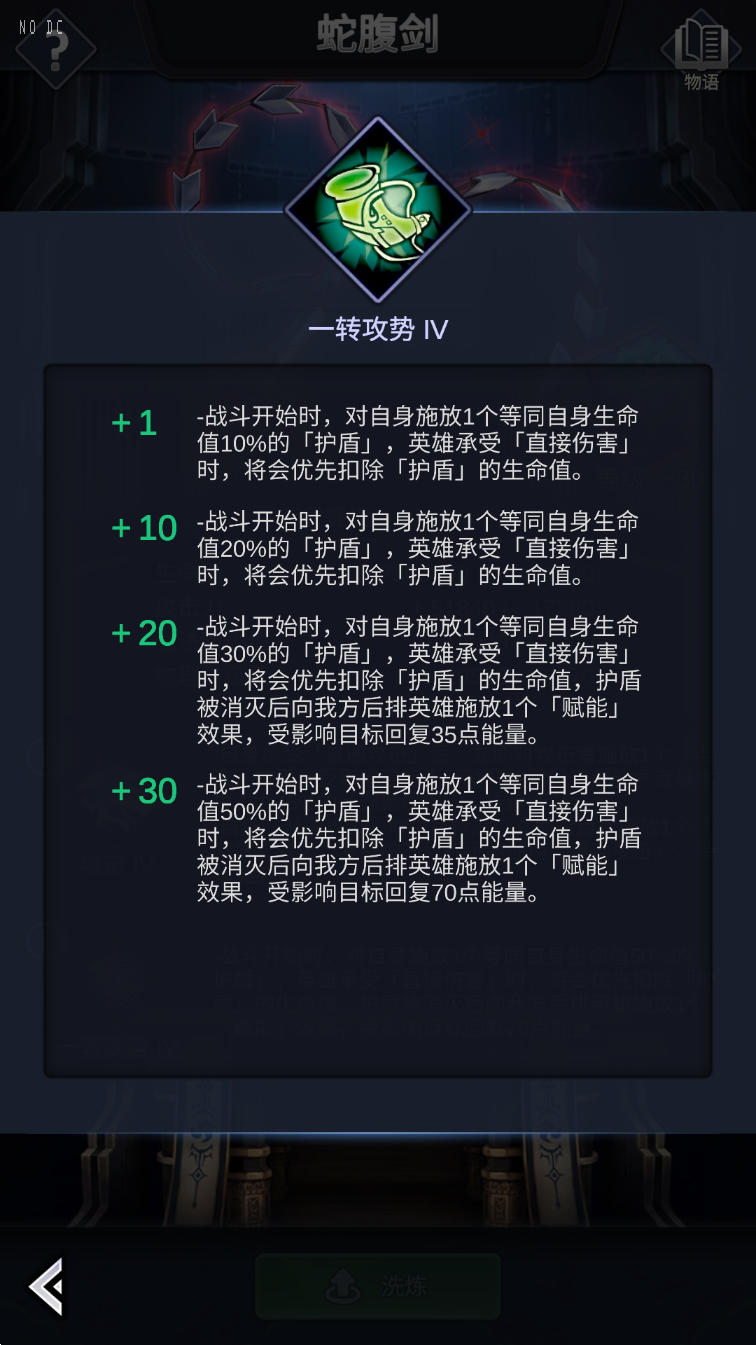 NO DC
?
蛇腹剑
物语
一转攻势 IV
+1
-战斗开始时，对自身施放1个等同自身生命
值10%的「护盾」，英雄承受「直接伤害」
时，将会优先扣除「护盾」的生命值。
+10
-战斗开始时，对自身施放1个等同自身生命
值20%的「护盾」，英雄承受「直接伤害」
时，将会优先扣除「护盾」的生命值。
+20
-战斗开始时，对自身施放1个等同自身生命
值30%的「护盾」，英雄承受「直接伤害」
时，将会优先扣除「护盾」的生命值，护盾
被消灭后向我方后排英雄施放1个「赋能」
效果，受影响目标回复35点能量。
+30
-战斗开始时，对自身施放1个等同自身生命
值50%的「护盾」，英雄承受「直接伤害」
时，将会优先扣除「护盾」的生命值，护盾
被消灭后向我方后排英雄施放1个「赋能」
效果，受影响目标回复70点能量。
洗炼